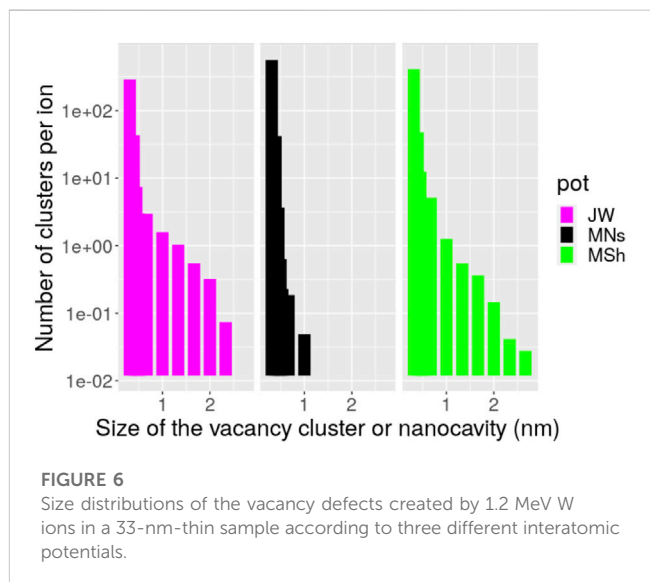 Number of clusters per ion
1e+02
1e+01
1e+00
1e-01
1e-02
1 2 1 2 1 2
Size of the vacancy cluster or nanocavity (nm)
pot
JW
MNs
MSh
FIGURE 6
Size distributions of the vacancy defects created by 1.2 MeV W
ions in a 33-nm-thin sample according to three different interatomic
potentials.